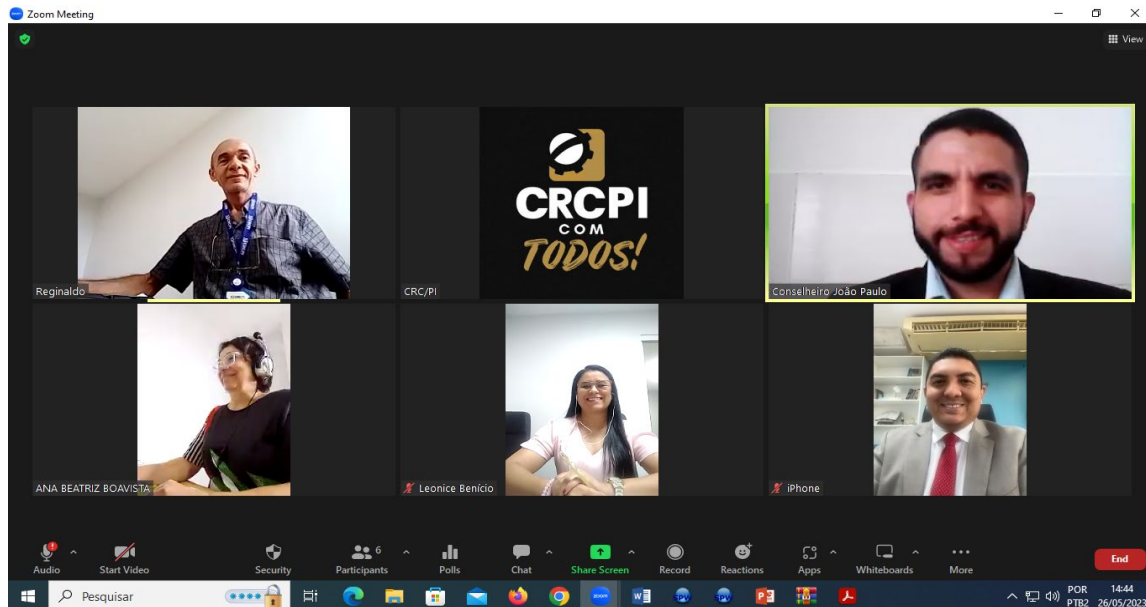 Zoom Meeting
View
CRCPI
COM
TODOS!
Reginaldo
CRC/PI
Conselheiro João Paulo
ANA BEATRIZ BOAVISTA
Leonice Benício
iPhone
Audio
Start Video
Security
Participants
6
Polls
Chat
Share Screen
Record
Reactions
Apps
Whiteboards
More
End
Pesquisar
zoom
POR
PTB2
14:44
26/05/2023